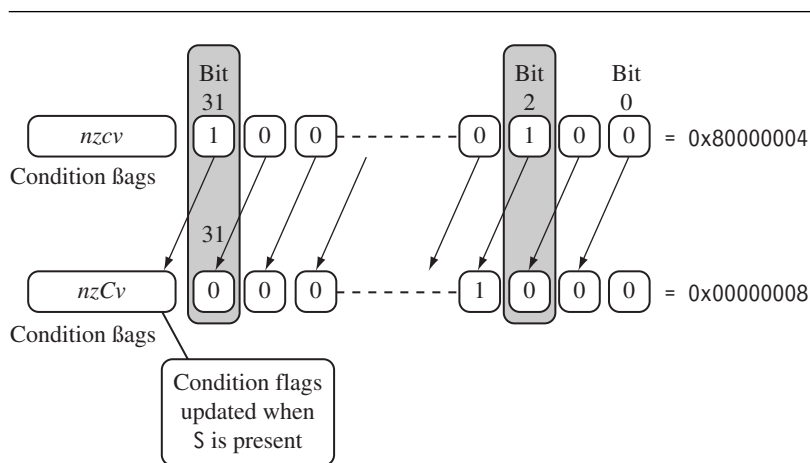 Bit Bit Bit
31 2 0
nzcv 1 0 0 0 1 0 0 = 0x80000004
Condition ßags
31
nzCv 0 0 0 1 0 0 0 = 0x00000008
Condition ßags
Condition flags
updated when
S is present